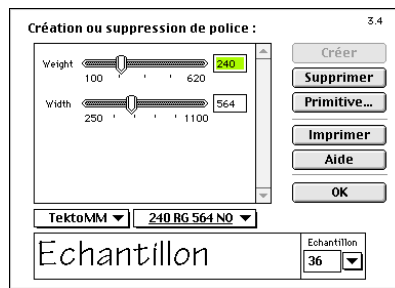 Création ou suppression de police :
3.4
Weight 240
100 620
Width 564
250 1100
Créer
Supprimer
Primitive...
Imprimer
Aide
OK
TektoMM 240 RG 564 NO
Echantillon
Echantillon
36